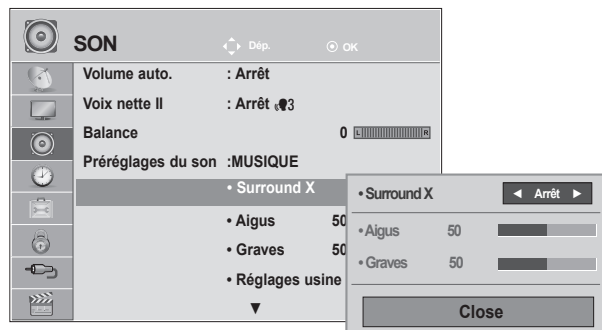 SON Dép. OK
Volume auto. : Arrêt
Voix nette II : Arrêt 3
Balance 0 L R
Préréglages du son :MUSIQUE
• Surround X
• Aigus 50
• Graves 50
• Réglages usine
▼
• Surround X ◄ Arrêt ►
• Aigus 50
• Graves 50
Close